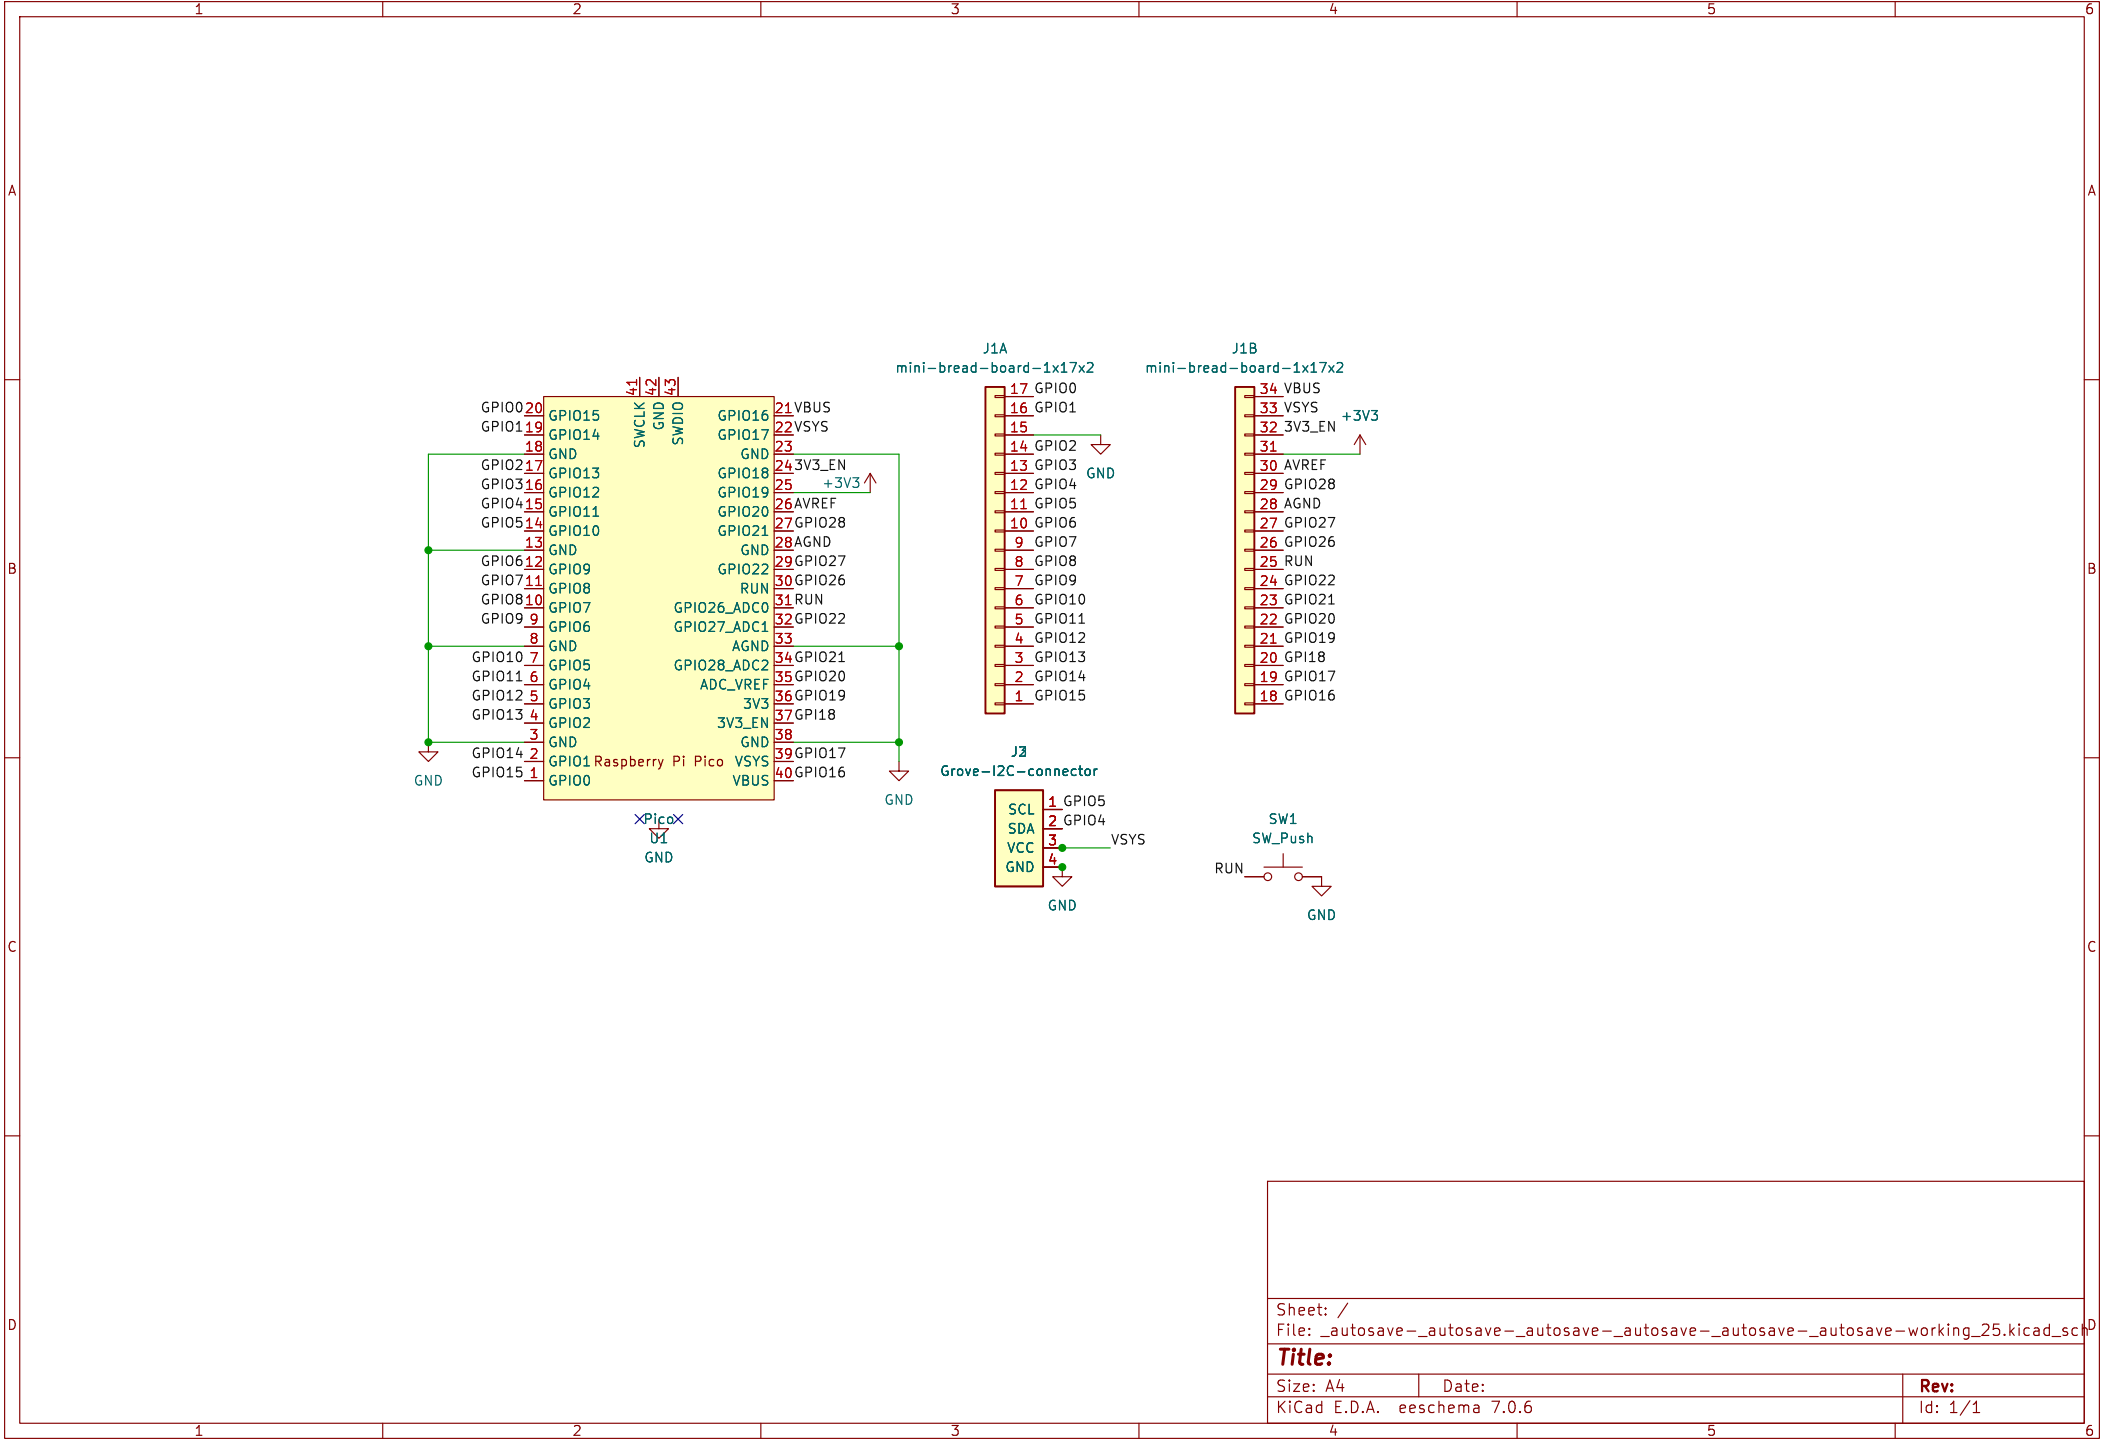 1 2 3 4 5 6
A A
B B
C C
D D
J1A
mini-bread-board-1x17x2
17 GPIO0
16 GPIO1
15
14 GPIO2
13 GPIO3
12 GPIO4
11 GPIO5
10 GPIO6
9 GPIO7
8 GPIO8
7 GPIO9
6 GPIO10
5 GPIO11
4 GPIO12
3 GPIO13
2 GPIO14
1 GPIO15
GND
J1B
mini-bread-board-1x17x2
34 VBUS
33 VSYS
32 3V3_EN
31
30 AVREF
29 GPIO28
28 AGND
27 GPIO27
26 GPIO26
25 RUN
24 GPIO22
23 GPIO21
22 GPIO20
21 GPIO19
20 GPI18
19 GPIO17
18 GPIO16
+3V3
41 42 43
SWCLK
GND
SWDIO
GPIO0 20 GPIO15
GPIO1 19 GPIO14
18 GND
GPIO2 17 GPIO13
GPIO3 16 GPIO12
GPIO4 15 GPIO11
GPIO5 14 GPIO10
13 GND
GPIO6 12 GPIO9
GPIO7 11 GPIO8
GPIO8 10 GPIO7
GPIO9 9 GPIO6
8 GND
GPIO10 7 GPIO5
GPIO11 6 GPIO4
GPIO12 5 GPIO3
GPIO13 4 GPIO2
3 GND
GPIO14 2 GPIO1
GPIO15 1 GPIO0
GND
Raspberry Pi Pico
GPIO16 21 VBUS
GPIO17 22 VSYS
GND 23
GPIO18 24 3V3_EN
GPIO19 25
+3V3
GPIO20 26 AVREF
GPIO21 27 GPIO28
GND 28 AGND
GPIO22 29 GPIO27
RUN 30 GPIO26
GPIO26_ADC0 31 RUN
GPIO27_ADC1 32 GPIO22
AGND 33
GPIO28_ADC2 34 GPIO21
ADC_VREF 35 GPIO20
3V3 36 GPIO19
3V3_EN 37 GPI18
GND 38
VSYS 39 GPIO17
VBUS 40 GPIO16
GND
Pico
U1
GND
Grove-I2C-connector
SCL 1 GPIO5
SDA 2 GPIO4
VCC 3 VSYS
GND 4
GND
SW1
SW_Push
RUN
GND
Sheet: /
File: _autosave-_autosave-_autosave-_autosave-_autosave-_autosave-working_25.kicad_sch
Title:
Size: A4 Date: Rev:
KiCad E.D.A. eeschema 7.0.6 Id: 1/1
1 2 3 4 5 6